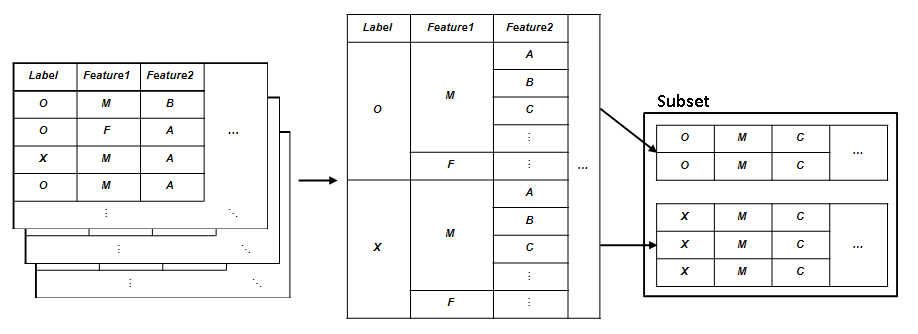 Label Feature1 Feature2
O M B
O F A ...
X M A
O M A
⋮ ⋱
⋮ ⋱
⋮ ⋱
Label Feature1 Feature2
A
B
M
O C
⋮
F ⋮
...
A
B
M
X C
⋮
F ⋮
Subset
O M C
...
O M C
X M C
X M C ...
X M C